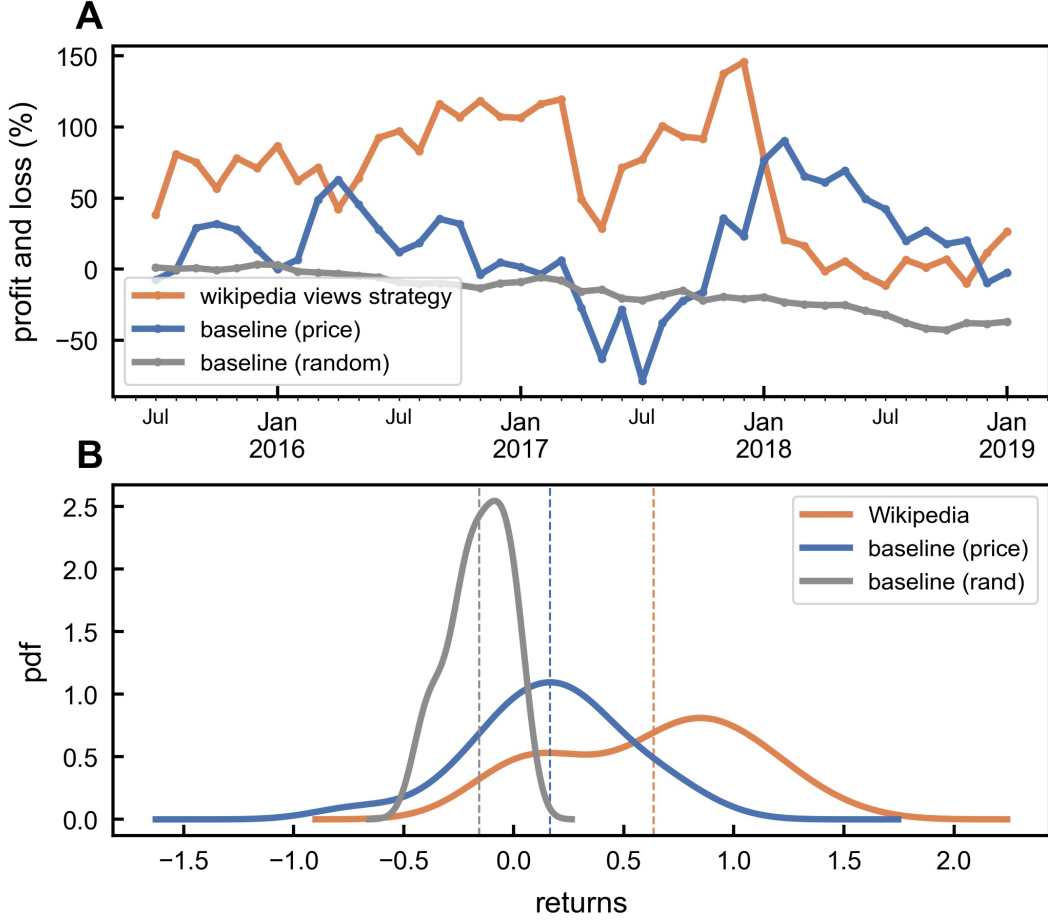 A
profit and loss (%)
150
100
50
0
−50
wikipedia views strategy
baseline (price)
baseline (random)
Jul
Jan
2016
Jul
Jan
2017
Jul
Jan
2018
Jul
Jan
2019
B
pdf
2.5
2.0
1.5
1.0
0.5
0.0
Wikipedia
baseline (price)
baseline (rand)
−1.5 −1.0 −0.5 0.0 0.5 1.0 1.5 2.0
returns